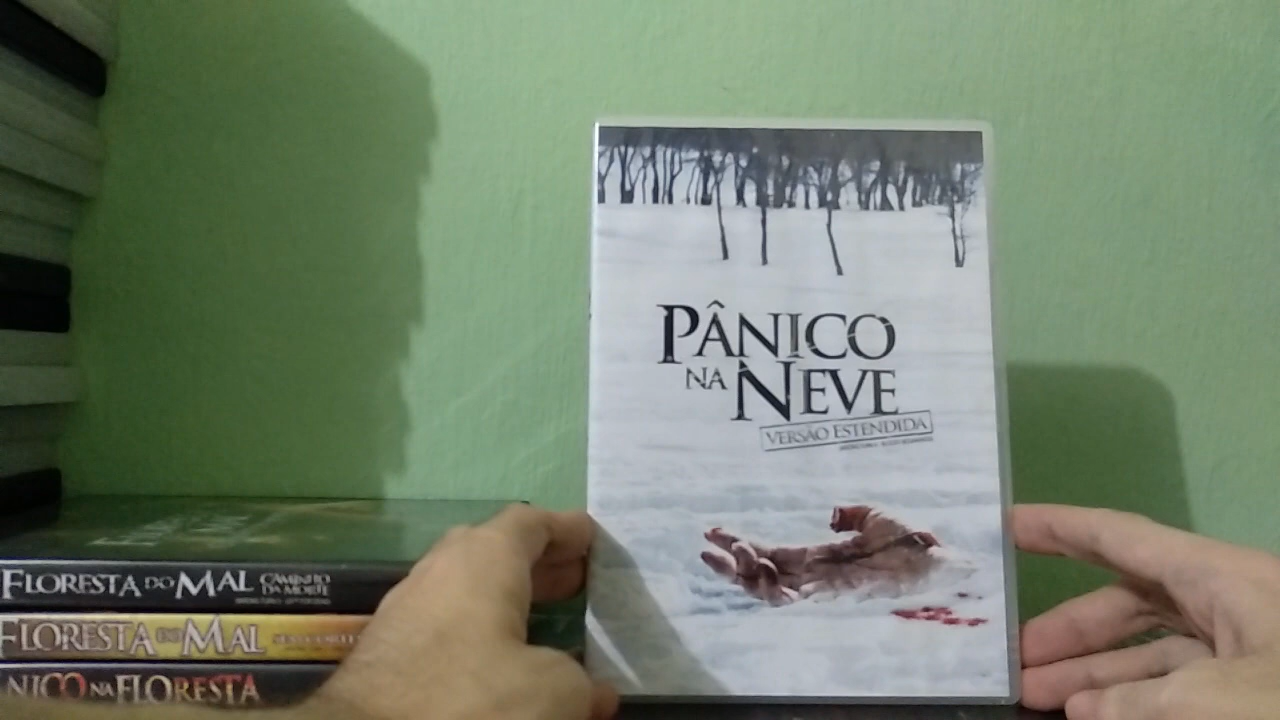 PÂNICO
NA NEVE
VERSÃO ESTENDIDA
FLORESTA DO MAL CAMINHO
DA MORTE
FLORESTA DO MAL
NICO NA FLORESTA